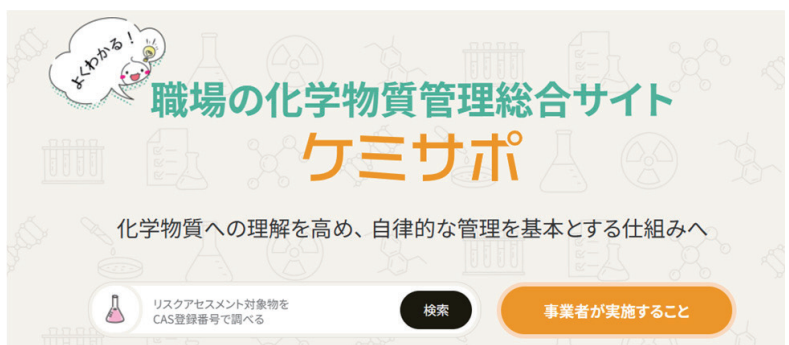 よくわかる!
職場の化学物質管理総合サイト
ケミサポ
化学物質への理解を高め、自律的な管理を基本とする仕組みへ
リスクアセスメント対象物を
CAS登録番号で調べる
検索
事業者が実施すること